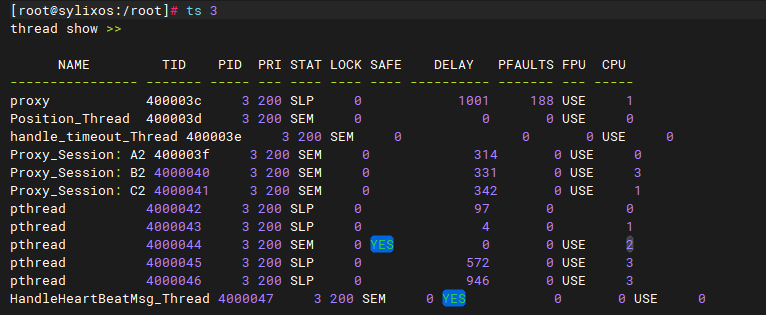 [root@sylixos:/root]# ts 3
thread show >>
NAME TID PID PRI STAT LOCK SAFE DELAY PFAULTS FPU CPU
---------------- ------- ----- --- ---- ---- ---- ---------- ------- --- -----
proxy 400003c 3 200 SLP 0 1001 188 USE 1
Position_Thread 400003d 3 200 SEM 0 0 0 USE 0
handle_timeout_Thread 400003e 3 200 SEM 0 0 0 USE 0
Proxy_Session: A2 400003f 3 200 SEM 0 314 0 USE 0
Proxy_Session: B2 4000040 3 200 SEM 0 331 0 USE 3
Proxy_Session: C2 4000041 3 200 SEM 0 342 0 USE 1
pthread 4000042 3 200 SLP 0 97 0 0
pthread 4000043 3 200 SLP 0 4 0 1
pthread 4000044 3 200 SEM 0 YES 0 0 USE 2
pthread 4000045 3 200 SLP 0 572 0 USE 3
pthread 4000046 3 200 SLP 0 946 0 USE 3
HandleHeartBeatMsg_Thread 4000047 3 200 SEM 0 YES 0 0 USE 0